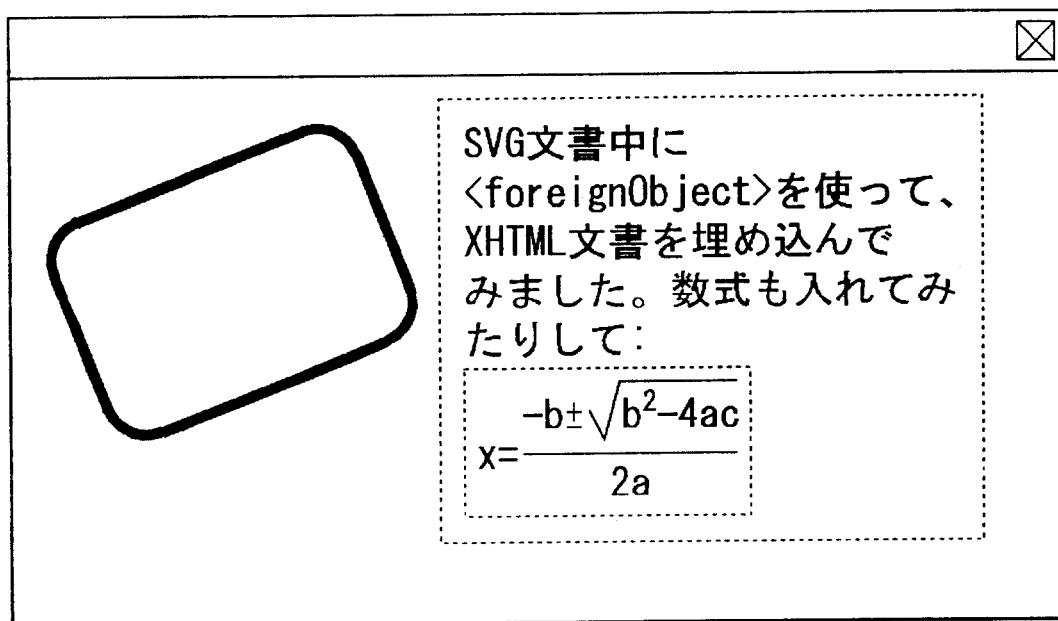 SVG文書中に
<foreignObject>を使って、
XHTML文書を埋め込んで
みました。数式も入れてみ
たりして:
x=\frac{-b±\sqrt{b²-4ac}}{2a}